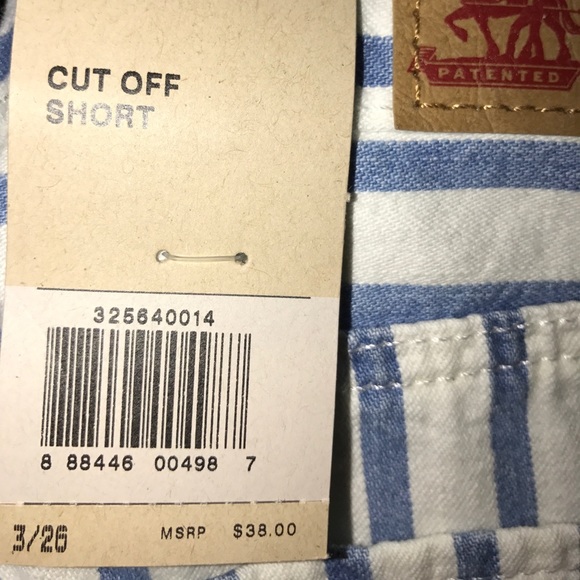 CUT OFF
SHORT
PATENTED
325640014
8 88446 00498 7
3/26
MSRP $38.00